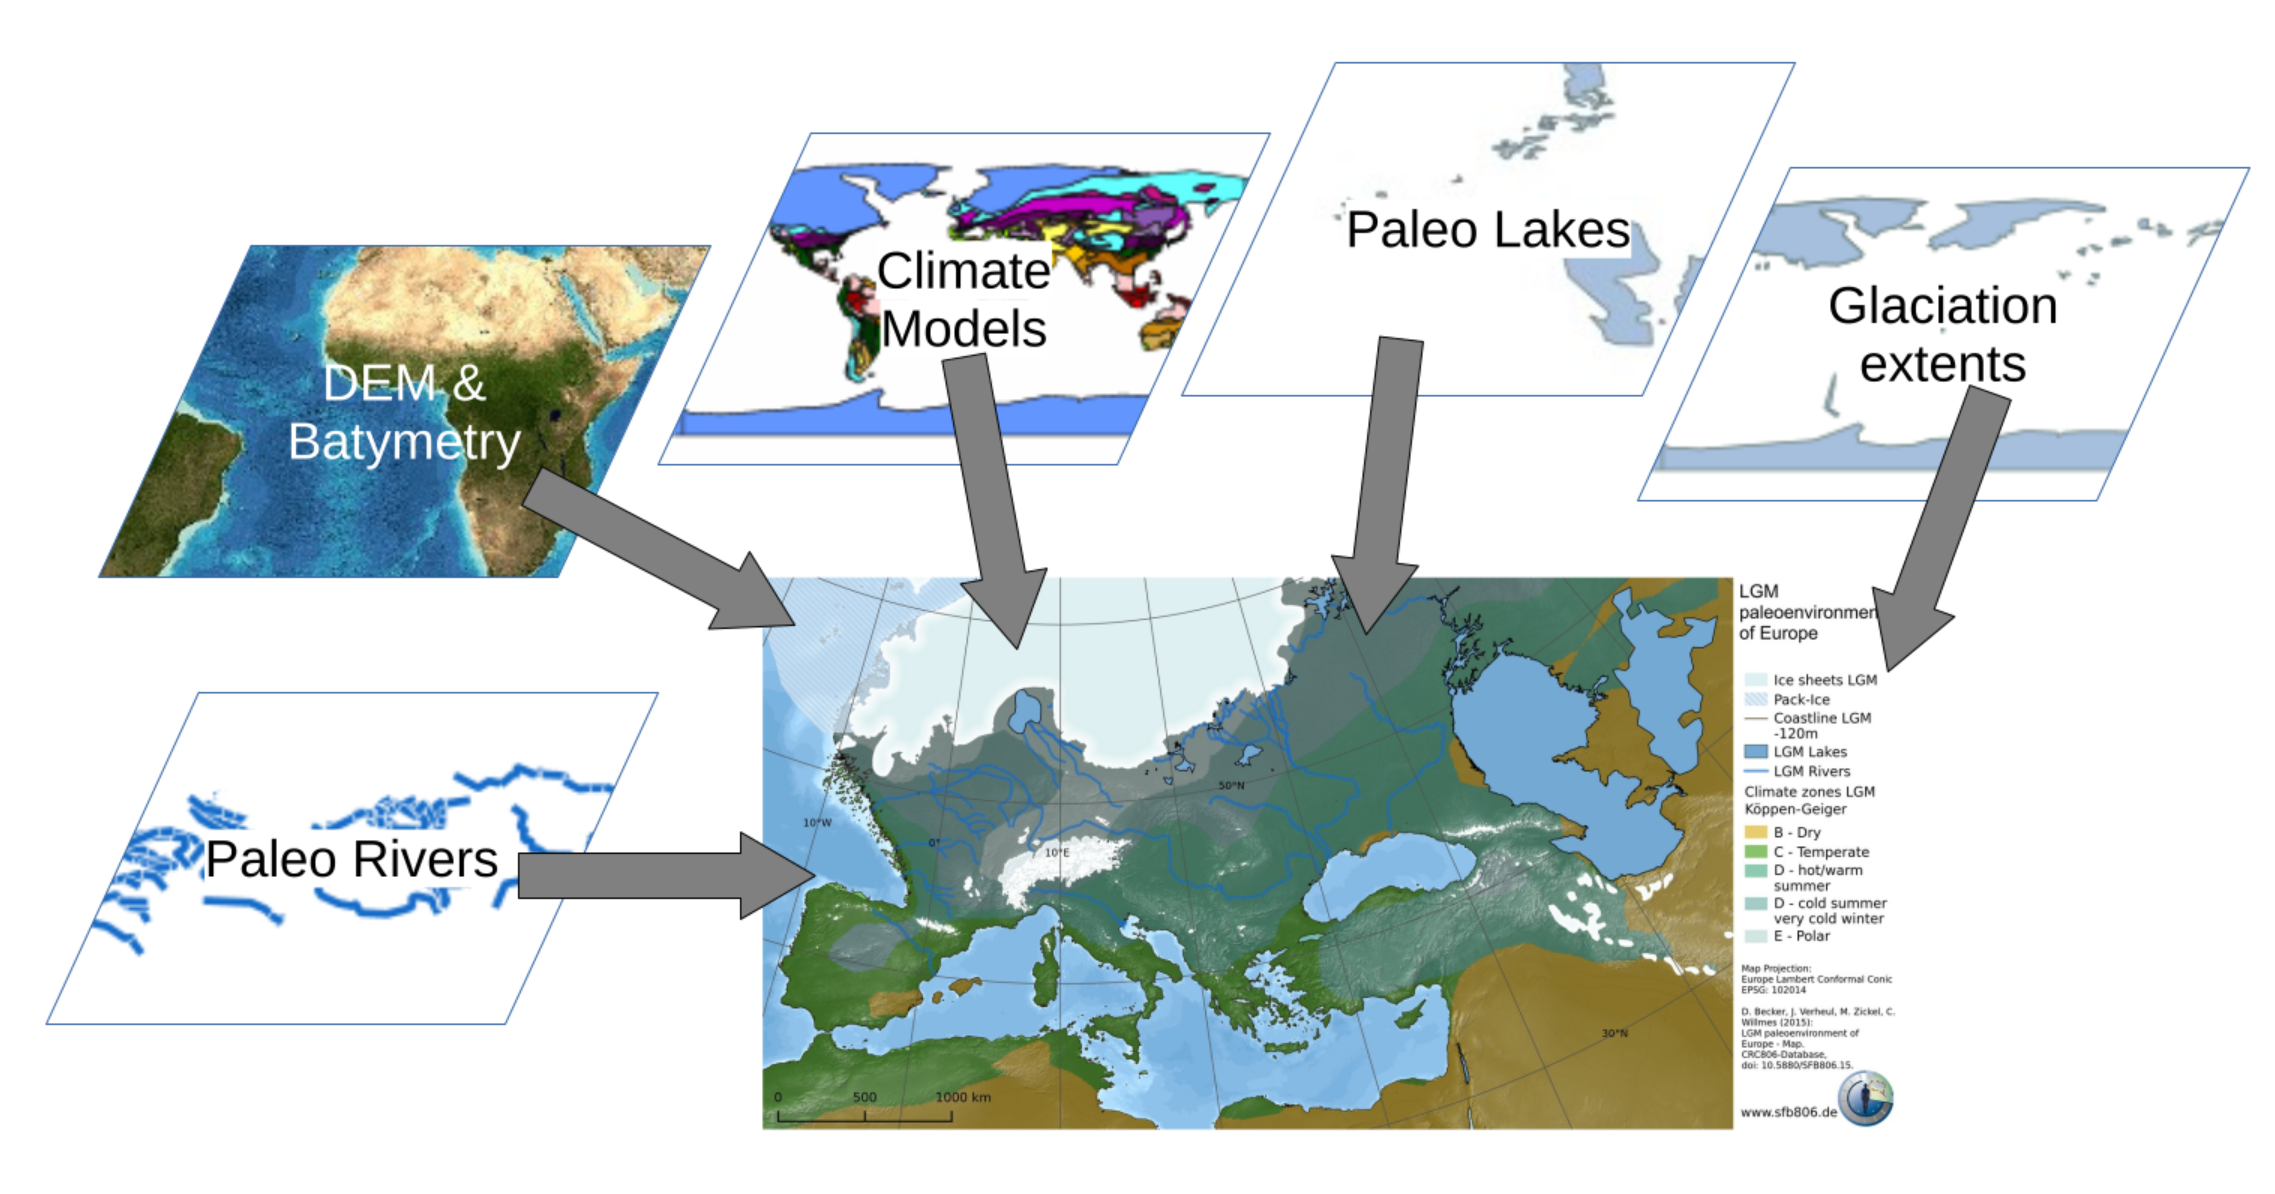 Paleo Lakes
Climate
Models
Glaciation
extents
DEM &
Batymetry
Paleo Rivers
LGM
paleoenvironmen
of Europe
Ice sheets LGM
Pack-Ice
Coastline LGM
-120m
LGM Lakes
LGM Rivers
Climate zones LGM
Köppen-Geiger
B - Dry
C - Temperate
D - hot/warm
summer
D - cold summer
very cold winter
E - Polar
Map Projection:
Europe Lambert Conformal Conic
EPSG: 102014
D. Becker, J. Verheul, M. Zickel, C.
Willmes (2015):
LGM paleoenvironment of
Europe - Map.
CRC806-Database,
doi: 10.5880/SFB806.15.
www.sfb806.de
50°N
10°W
0°
10°E
30°N
0 500 1000 km